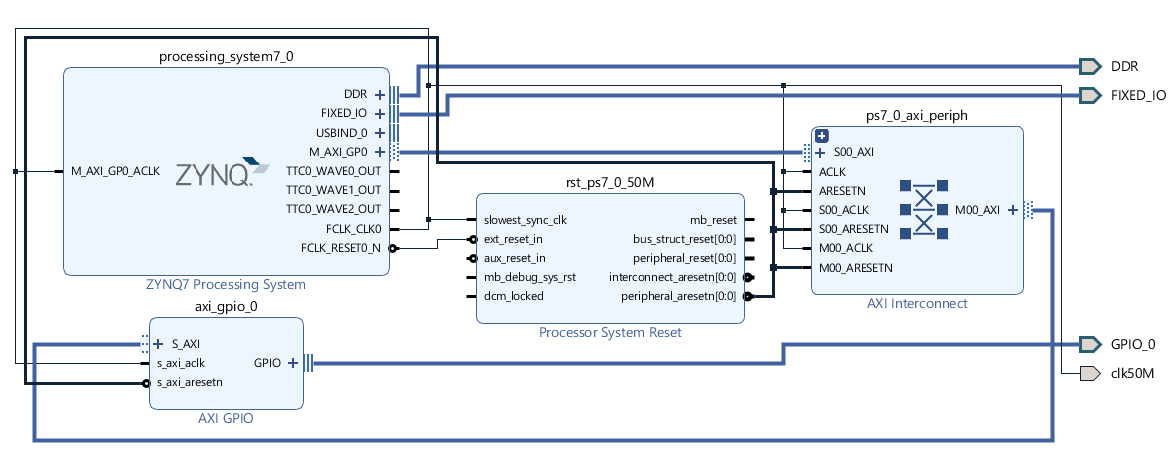 processing_system7_0
DDR
FIXED_IO
USBIND_0
M_AXI_GP0
M_AXI_GP0_ACLK
ZYNQ
TTC0_WAVE0_OUT
TTC0_WAVE1_OUT
TTC0_WAVE2_OUT
FCLK_CLK0
FCLK_RESET0_N
ZYNQ7 Processing System
axi_gpio_0
S_AXI
s_axi_aclk
s_axi_aresetn
GPIO
AXI GPIO
rst_ps7_0_50M
slowest_sync_clk
ext_reset_in
aux_reset_in
mb_debug_sys_rst
dcm_locked
mb_reset
bus_struct_reset[0:0]
peripheral_reset[0:0]
interconnect_aresetn[0:0]
peripheral_aresetn[0:0]
Processor System Reset
ps7_0_axi_periph
S00_AXI
ACLK
ARESETN
S00_ACLK
S00_ARESETN
M00_ACLK
M00_ARESETN
M00_AXI
AXI Interconnect
DDR
FIXED_IO
GPIO_0
clk50M